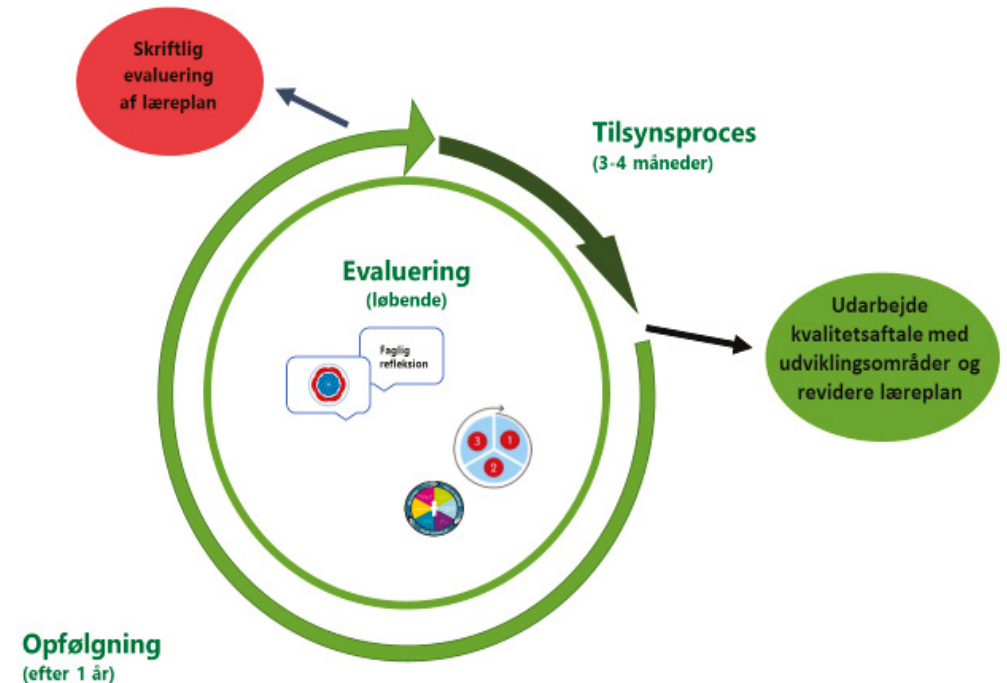 Skriftlig
evaluering
af læreplan
Tilsynsproces
(3-4 måneder)
Evaluering
(løbende)
Faglig
refleksion
3
1
2
Udarbejde
kvalitetsaftale med
udviklingsområder og
revidere læreplan
Opfølgning
(efter 1 år)